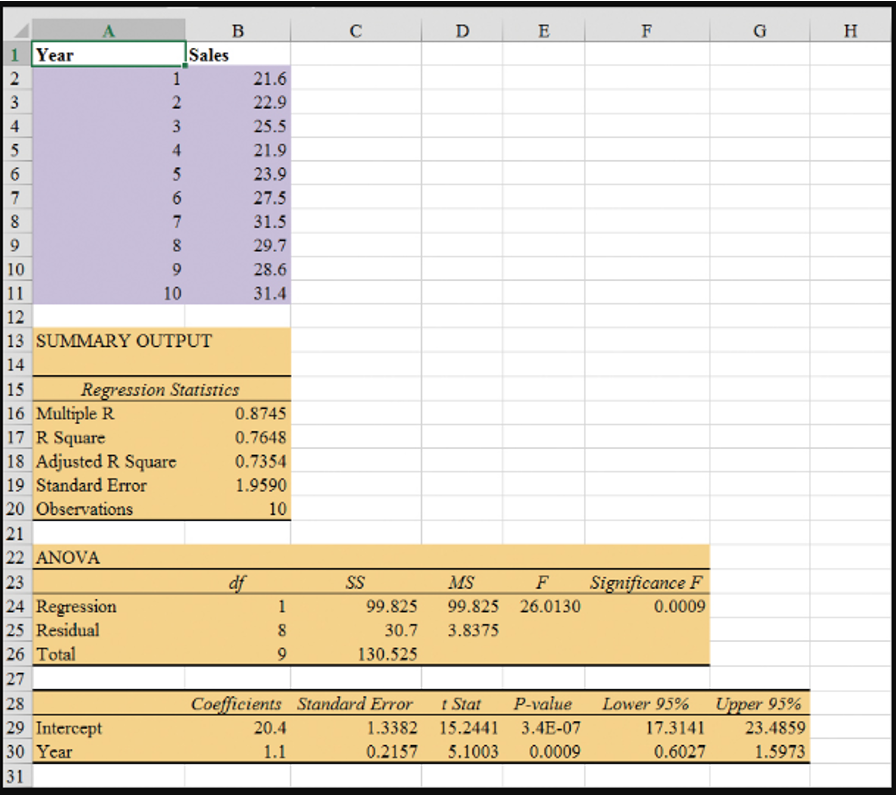 A B C D E F G H
1 Year Sales
2 1 21.6
3 2 22.9
4 3 25.5
5 4 21.9
6 5 23.9
7 6 27.5
8 7 31.5
9 8 29.7
10 9 28.6
11 10 31.4
12
13 SUMMARY OUTPUT
14
15 Regression Statistics
16 Multiple R 0.8745
17 R Square 0.7648
18 Adjusted R Square 0.7354
19 Standard Error 1.9590
20 Observations 10
21
22 ANOVA
23 df SS MS F Significance F
24 Regression 1 99.825 99.825 26.0130 0.0009
25 Residual 8 30.7 3.8375
26 Total 9 130.525
27
28 Coefficients Standard Error t Stat P-value Lower 95% Upper 95%
29 Intercept 20.4 1.3382 15.2441 3.4E-07 17.3141 23.4859
30 Year 1.1 0.2157 5.1003 0.0009 0.6027 1.5973
31